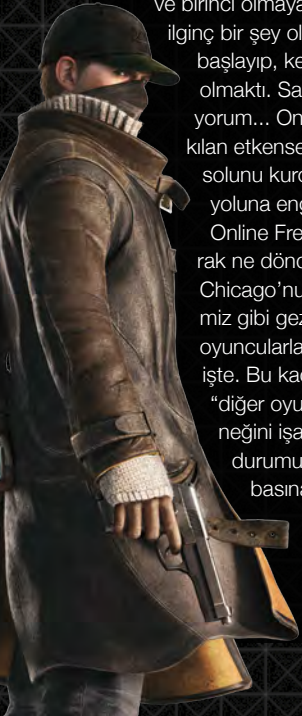 ve birinci olmaya
ilginç bir şey ol
başlayıp, ke
olmaktı. Sa
yorum... On
kılan etkense
solunu kurc
yoluna eng
Online Fre
rak ne dönd
Chicago’nu
miz gibi gez
oyuncularla
işte. Bu kad
“diğer oyu
neğini işa
durumu
basına